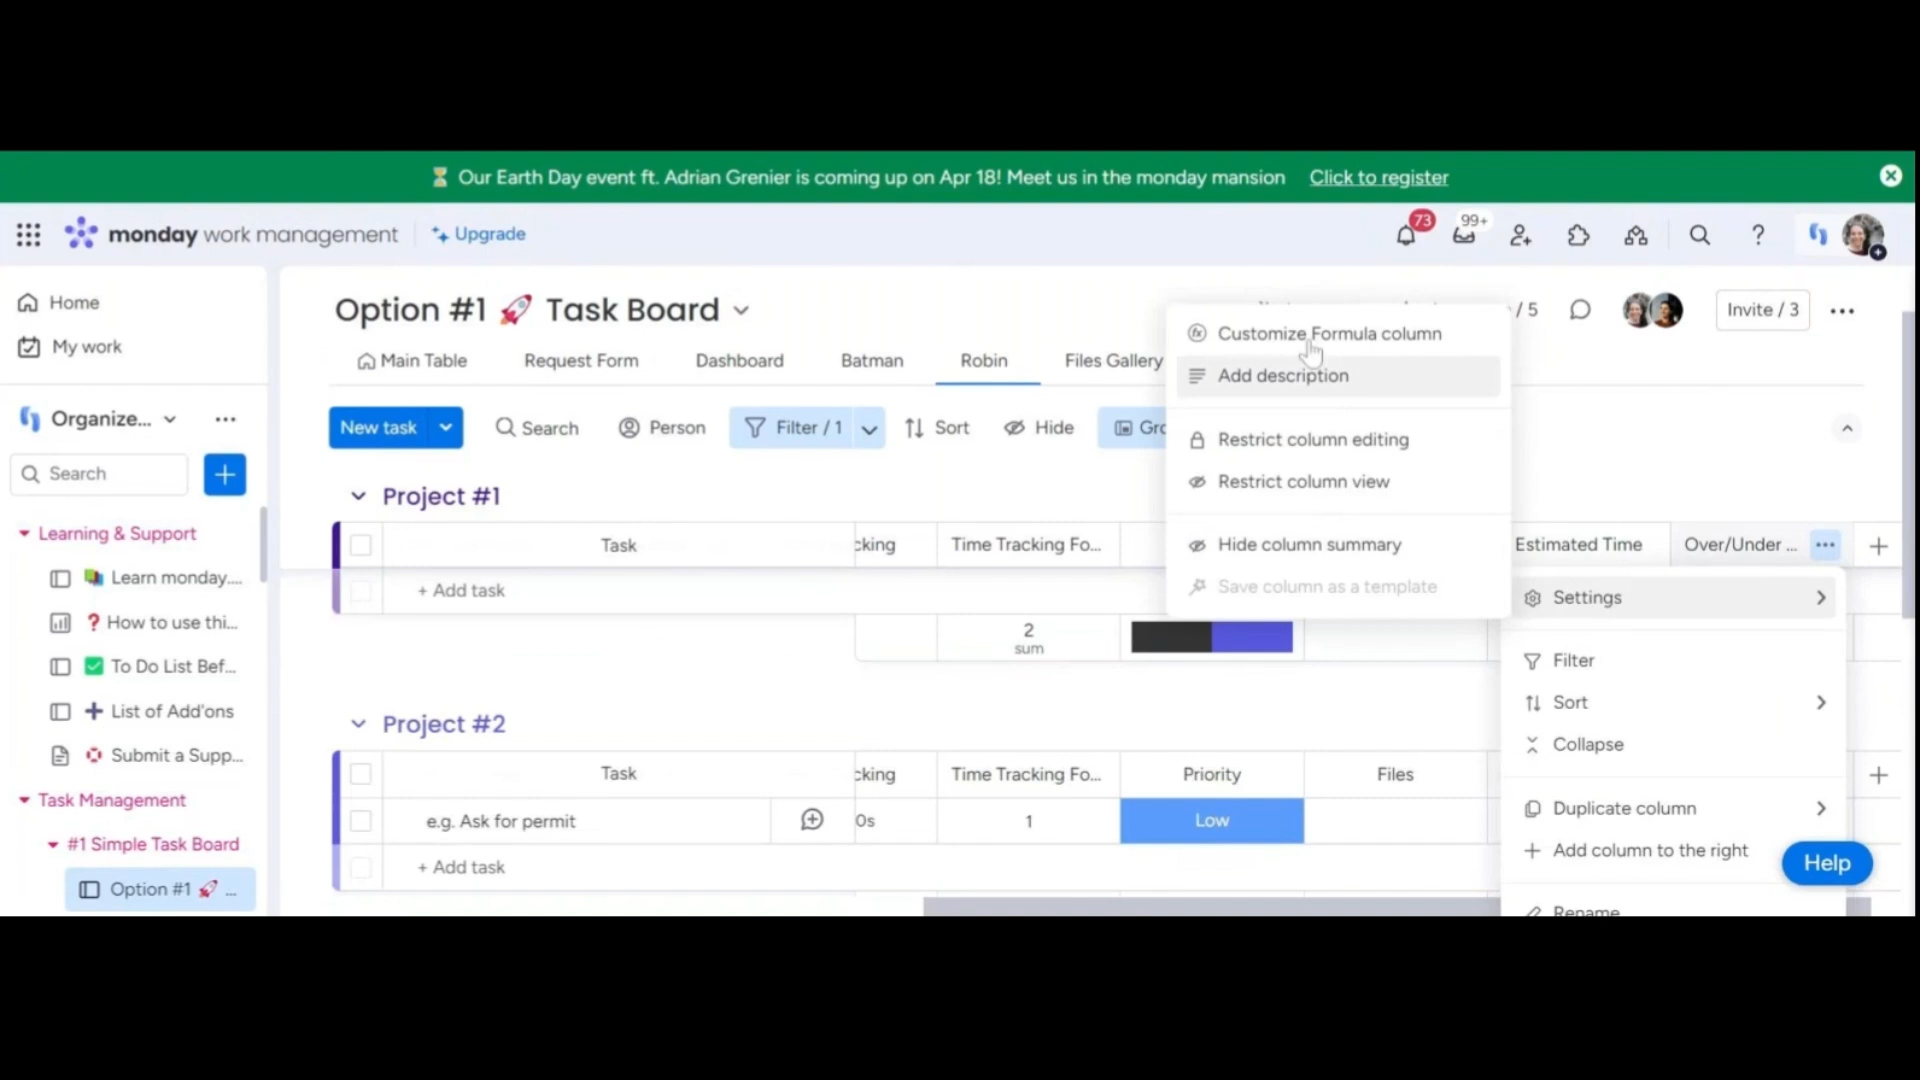 Our Earth Day event ft. Adrian Grenier is coming up on Apr 18! Meet us in the monday mansion Click to register
monday work management Upgrade 73 99+ ?
Home
My work
Organize...
Search
Learning & Support
Learn monday....
How to use thi...
To Do List Bef...
List of Add'ons
Submit a Supp...
Task Management
#1 Simple Task Board
Option #1 ...
Option #1 Task Board / 5 Invite / 3
Main Table Request Form Dashboard Batman Robin Files Gallery
New task Search Person Filter / 1 Sort Hide Gro
Project #1
Task cking Time Tracking Fo... Estimated Time Over/Under ...
+ Add task
2
sum
Project #2
Task cking Time Tracking Fo... Priority Files
e.g. Ask for permit 0s 1 Low
+ Add task
Customize Formula column
Add description
Restrict column editing
Restrict column view
Hide column summary
Save column as a template
Settings
Filter
Sort
Collapse
Duplicate column
Add column to the right
Rename
Help